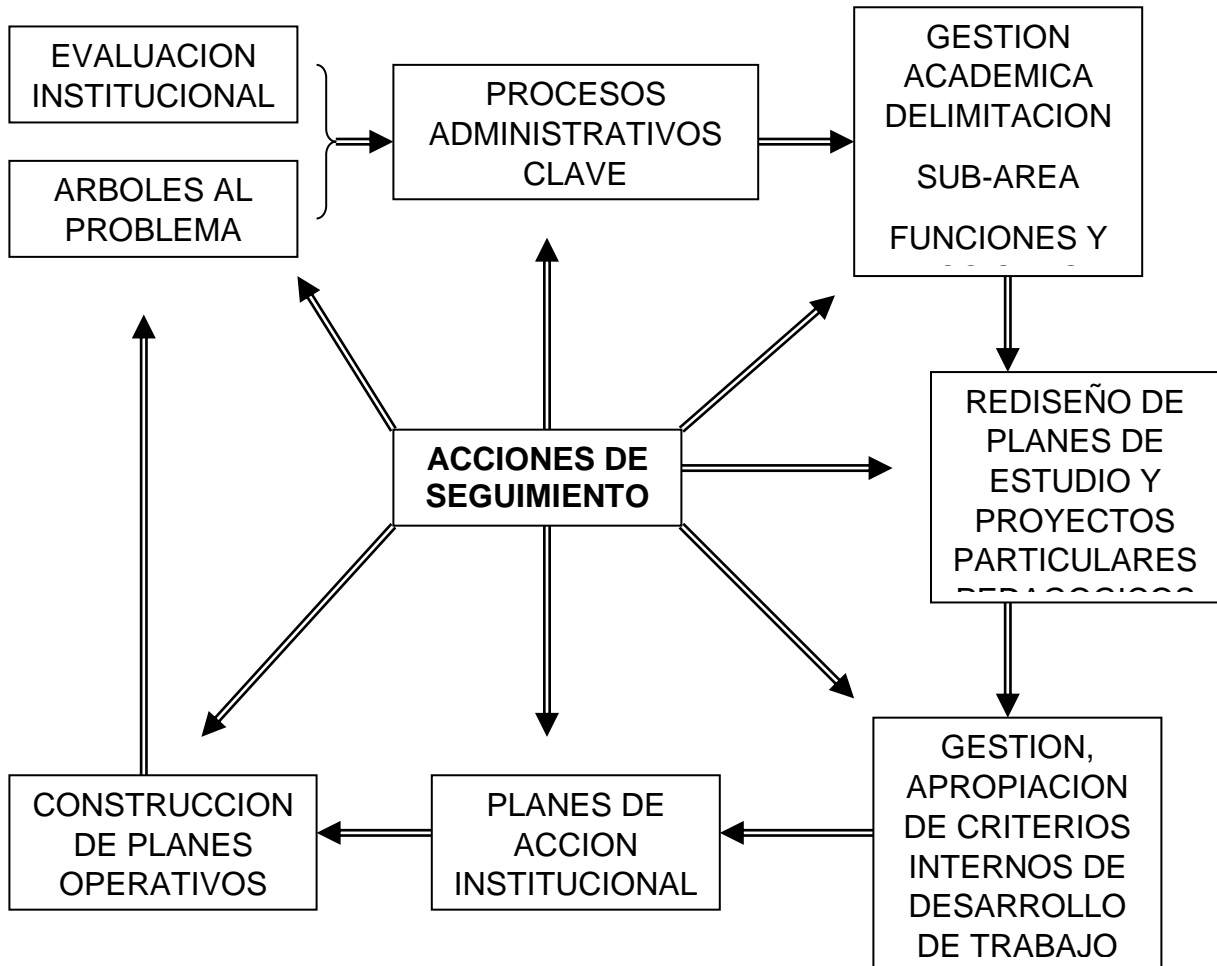 EVALUACION
INSTITUCIONAL
ARBOLES AL
PROBLEMA
PROCESOS
ADMINISTRATIVOS
CLAVE
GESTION
ACADEMICA
DELIMITACION
SUB-AREA
FUNCIONES Y
REDISEÑO DE
PLANES DE
ESTUDIO Y
PROYECTOS
PARTICULARES
ACCIONES DE
SEGUIMIENTO
GESTION,
APROPIACION
DE CRITERIOS
INTERNOS DE
DESARROLLO
DE TRABAJO
PLANES DE
ACCION
INSTITUCIONAL
CONSTRUCCION
DE PLANES
OPERATIVOS